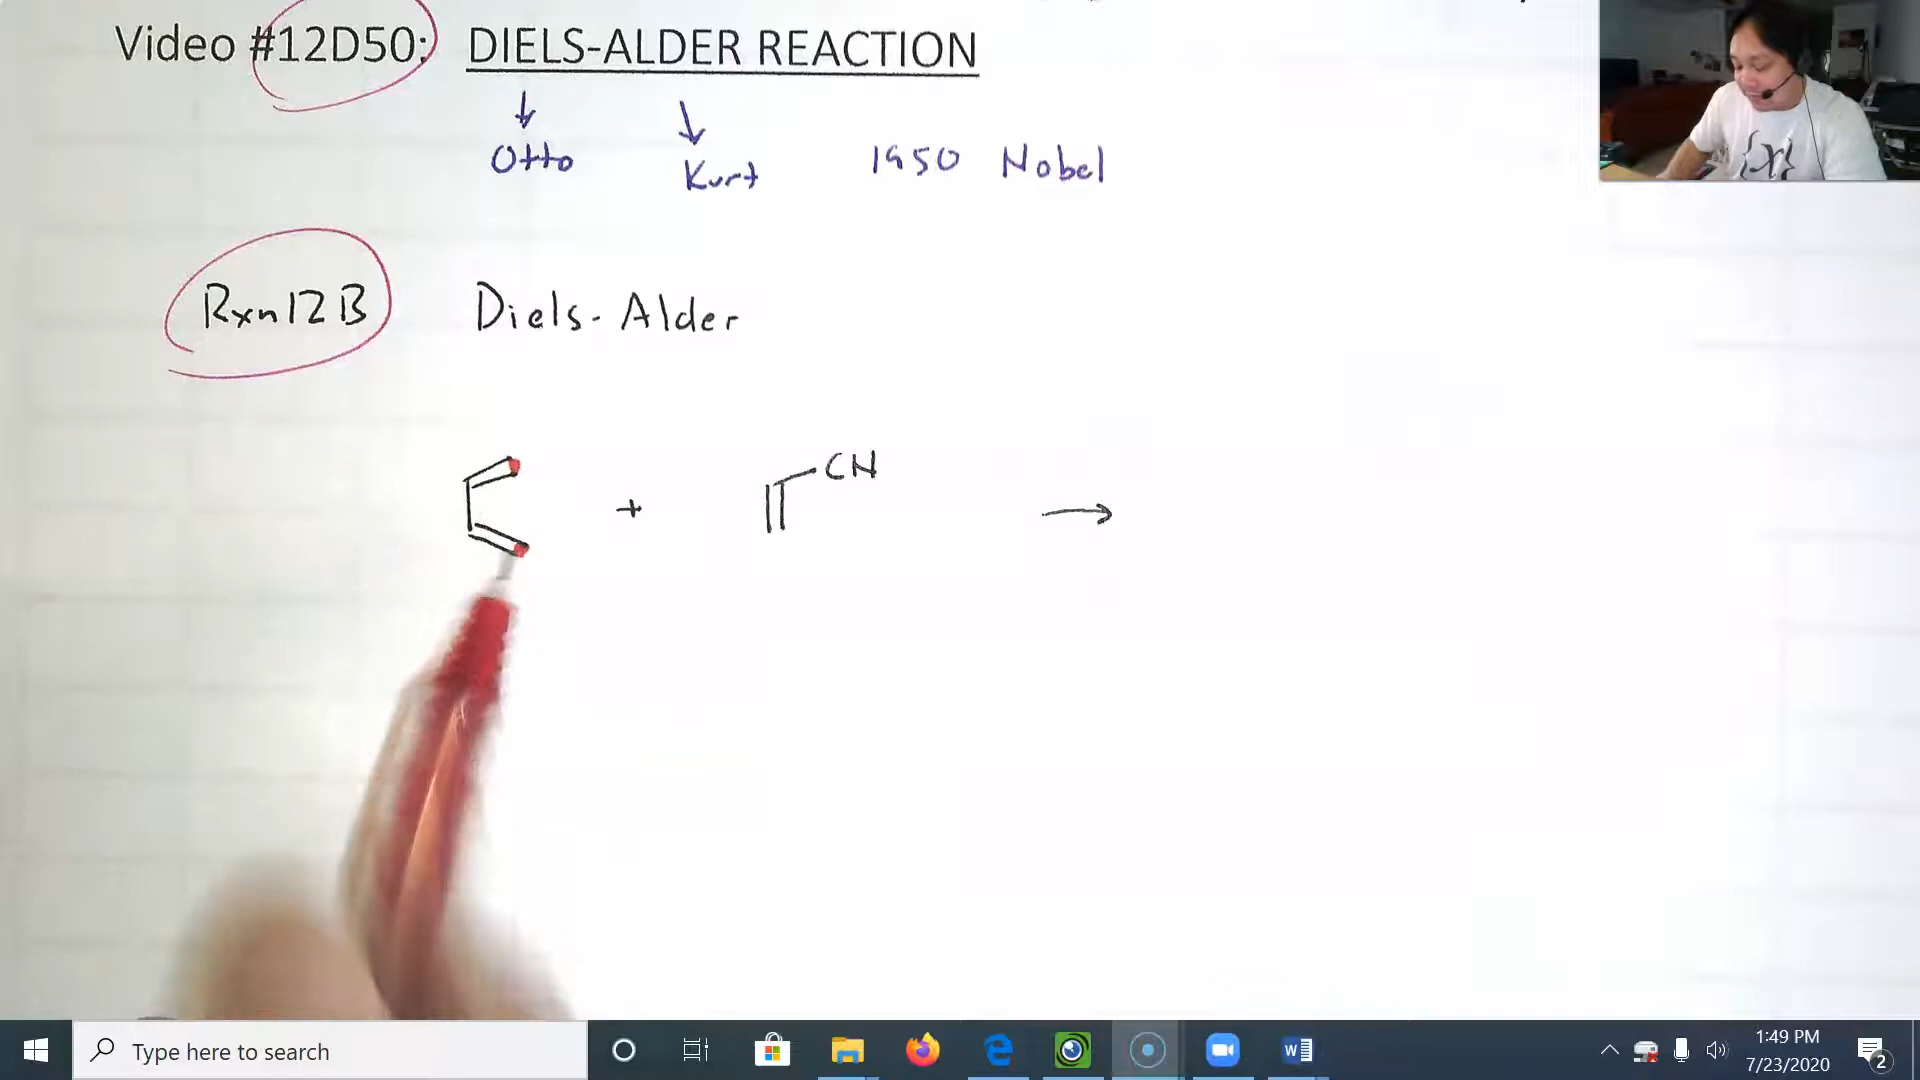 Video #12D50: DIELS-ALDER REACTION
Otto Kurt 1950 Nobel
Rxn12B Diels-Alder
+ CN →
{x}
Type here to search
W
1:49 PM
7/23/2020
2